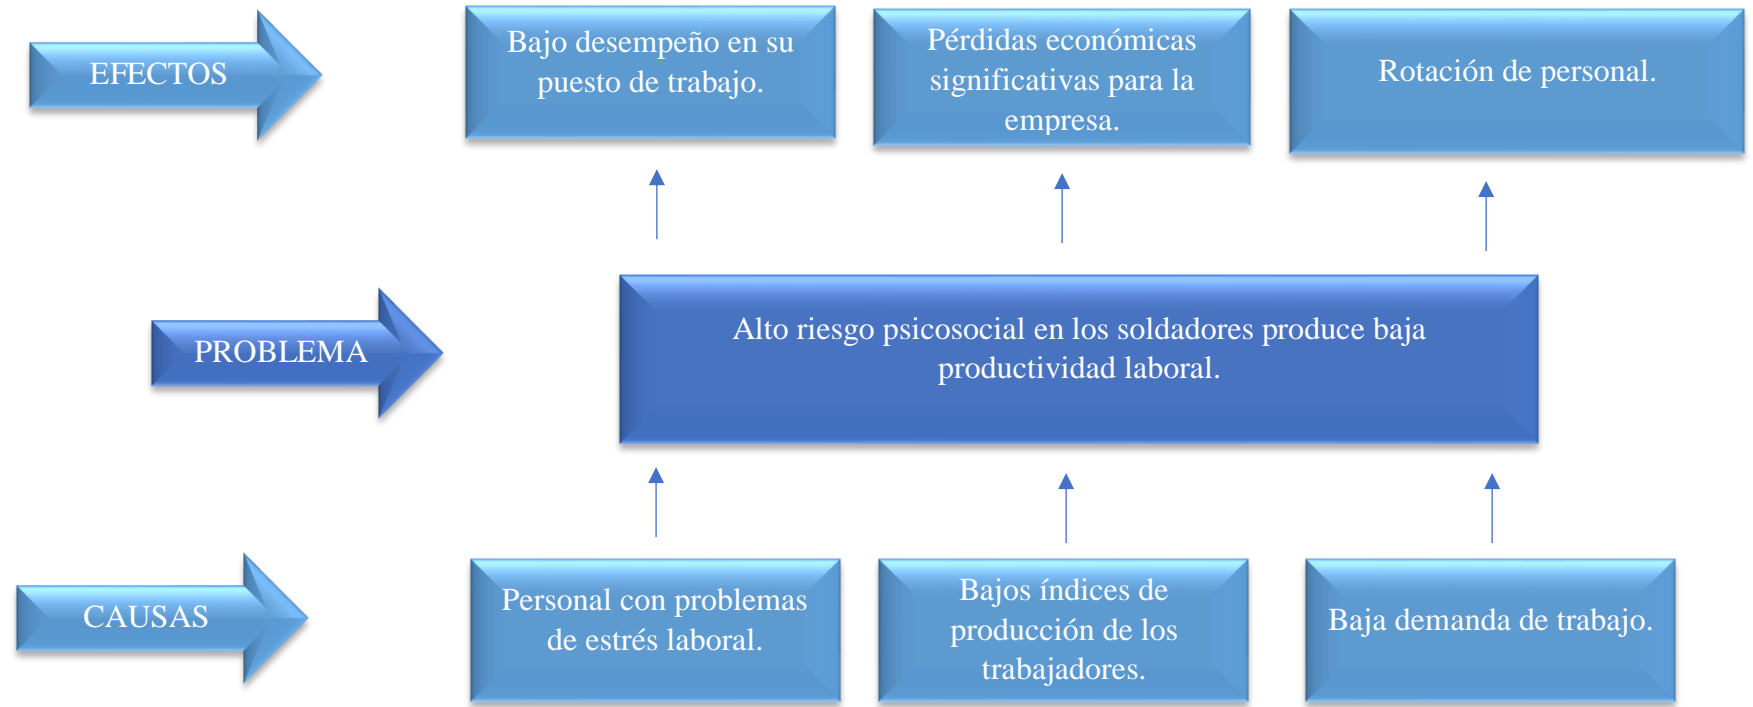 EFECTOS
Bajo desempeño en su
puesto de trabajo.
Pérdidas económicas
significativas para la
empresa.
Rotación de personal.
PROBLEMA
Alto riesgo psicosocial en los soldadores produce baja
productividad laboral.
CAUSAS
Personal con problemas
de estrés laboral.
Bajos índices de
producción de los
trabajadores.
Baja demanda de trabajo.